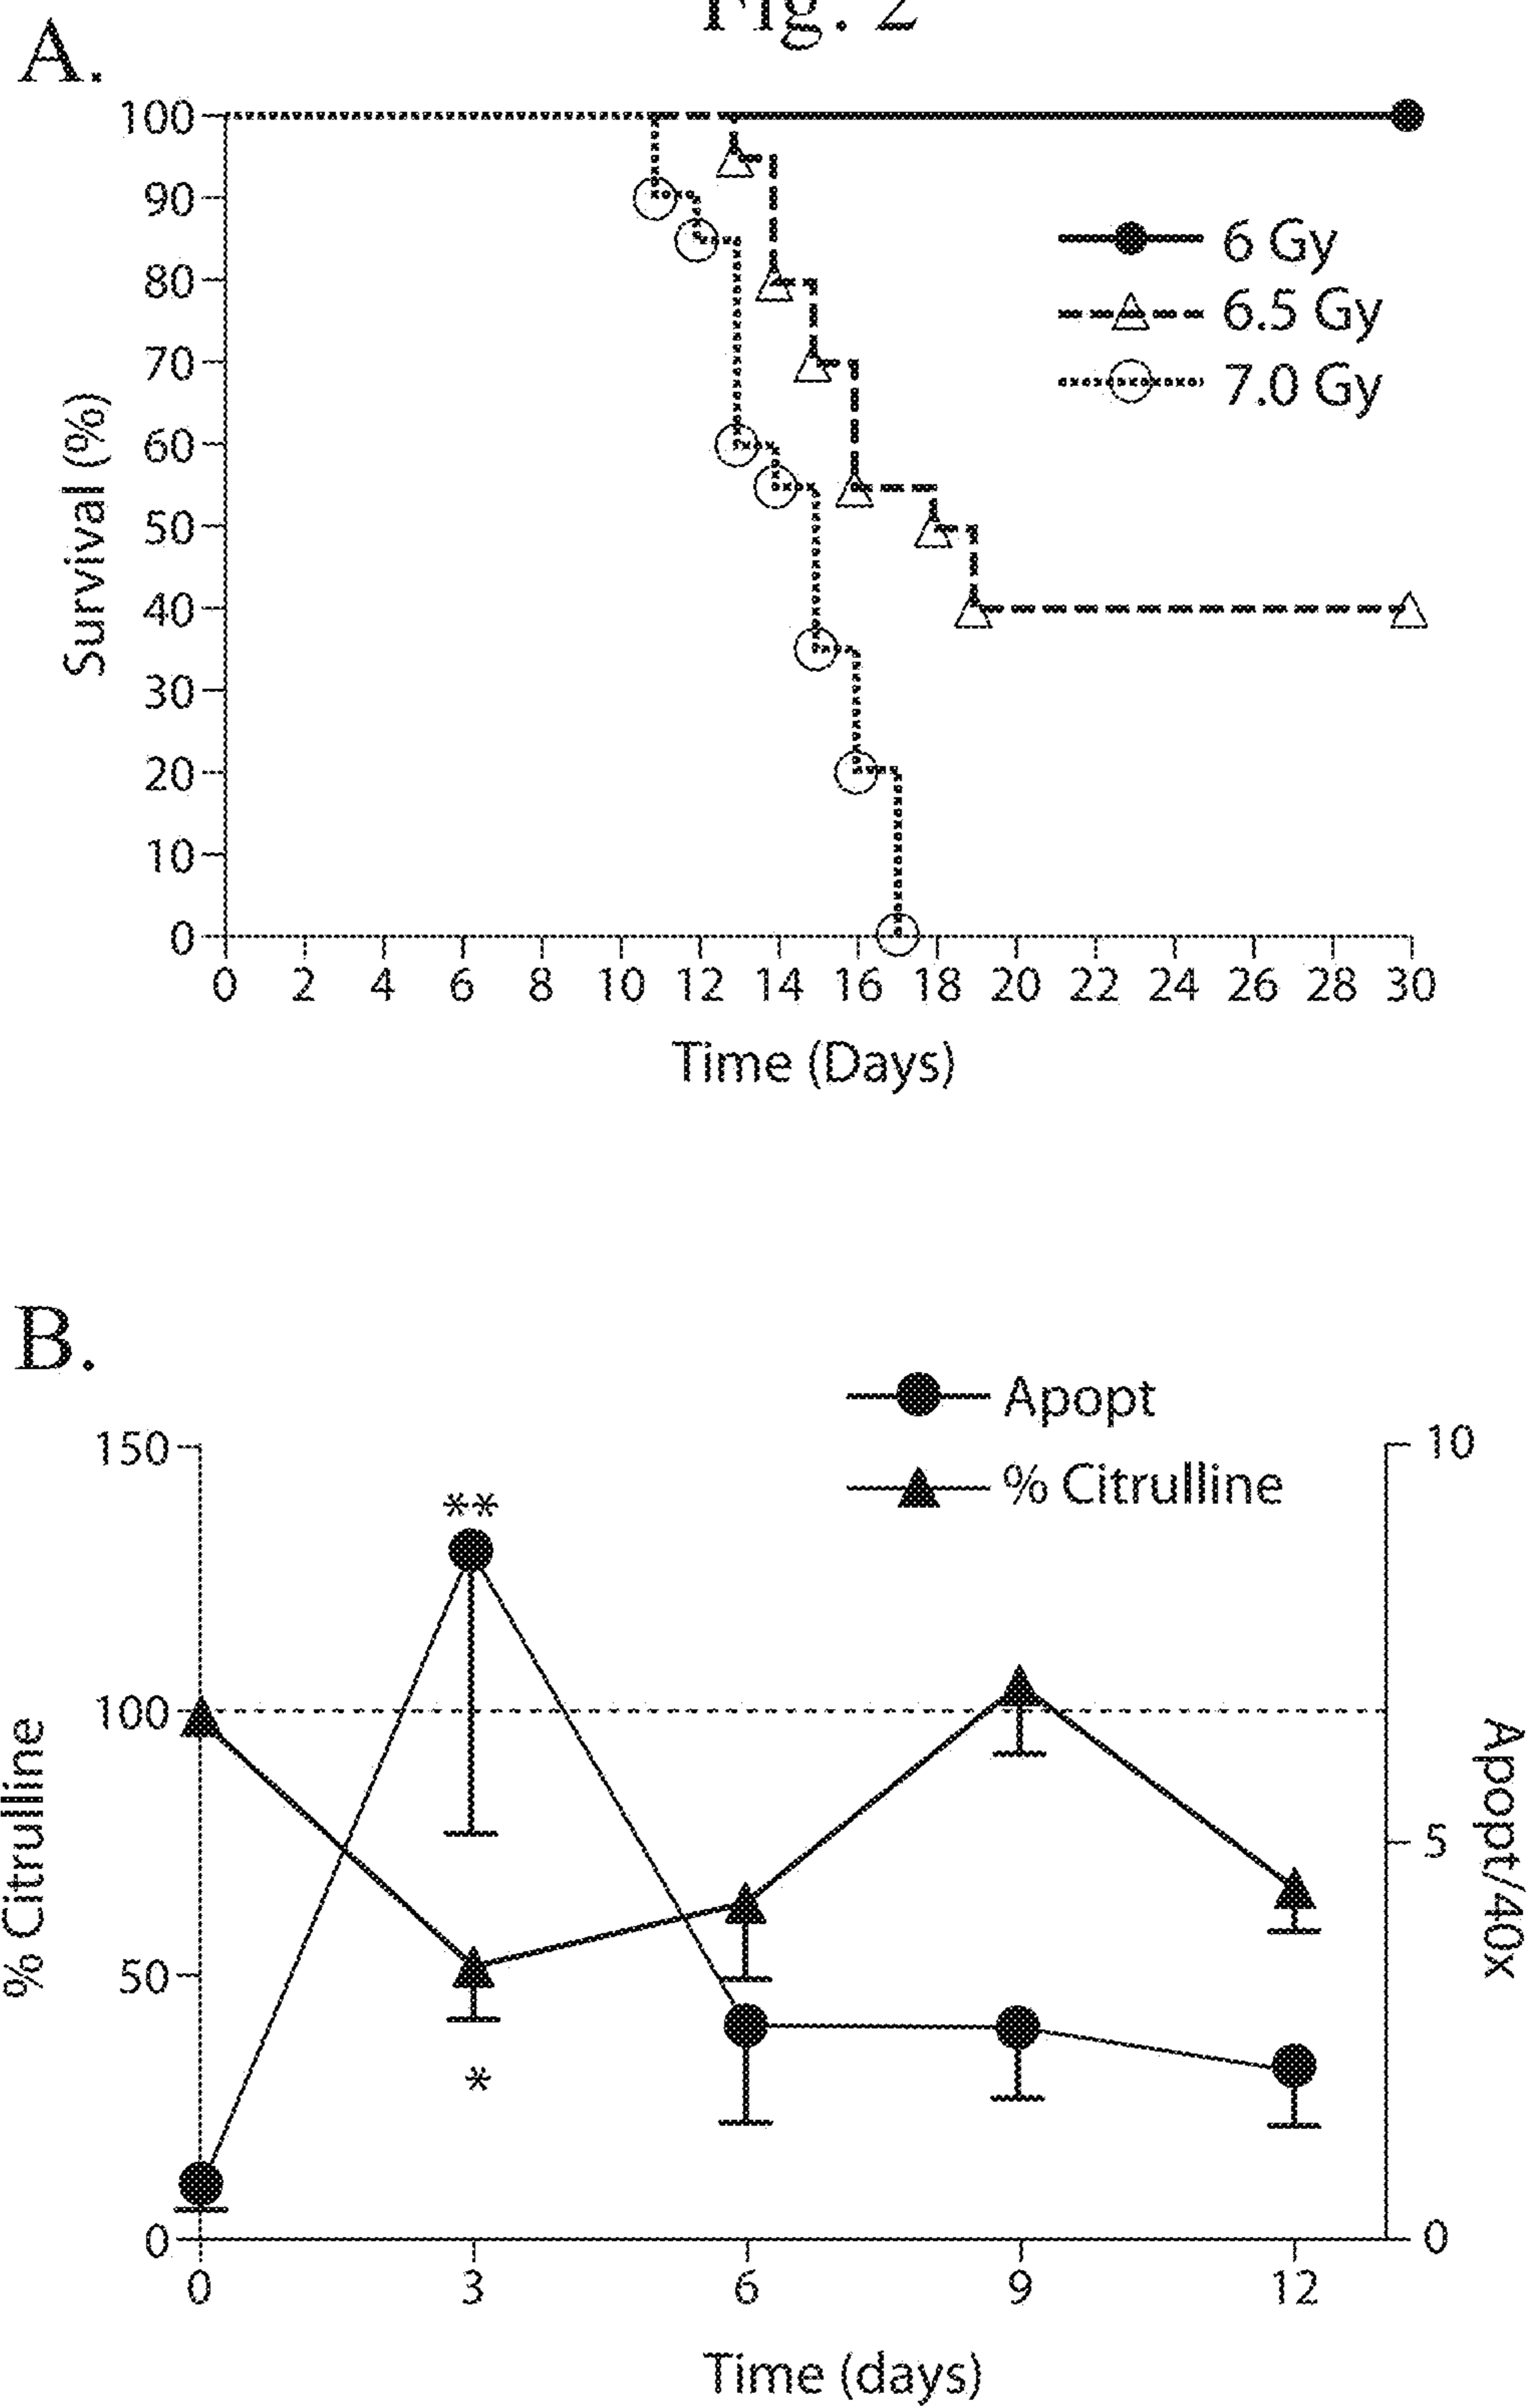 Fig. 2
A.
100
90
80
70
60
50
40
30
20
10
0
Survival (%)
6 Gy
6.5 Gy
7.0 Gy
0 2 4 6 8 10 12 14 16 18 20 22 24 26 28 30
Time (Days)
B.
Apopt
% Citrulline
150
100
50
0
% Citrulline
**
*
10
5
0
Apopt/40x
0 3 6 9 12
Time (days)